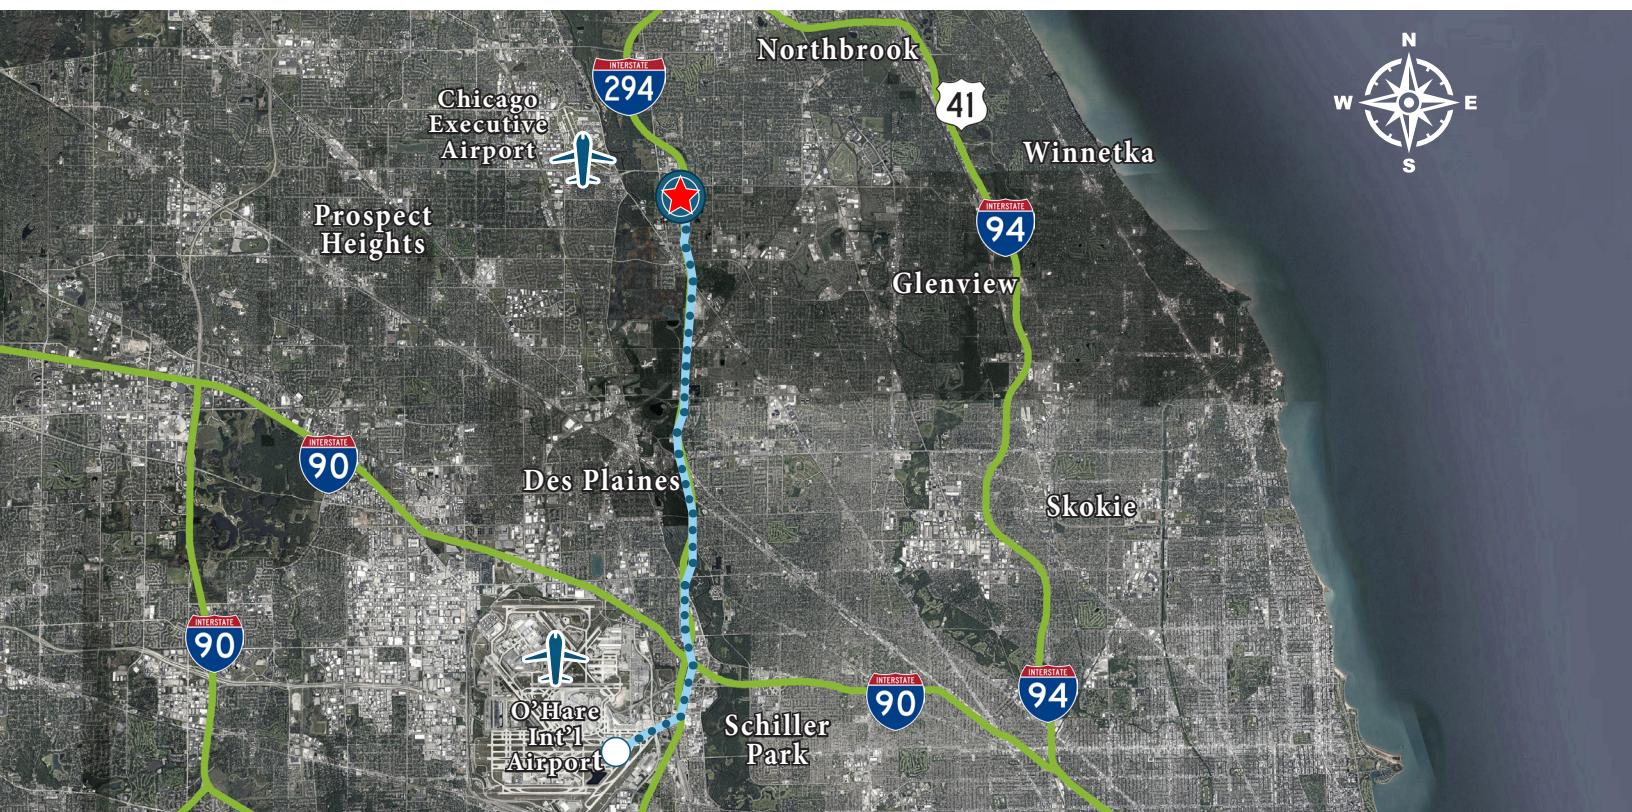 N
W E
S
Northbrook
INTERSTATE
294
41
Chicago
Executive
Airport
Winnetka
Prospect
Heights
INTERSTATE
94
Glenview
INTERSTATE
90
Des Plaines
Skokie
INTERSTATE
90
INTERSTATE
94
INTERSTATE
90
O'Hare
Int'l
Airport
Schiller
Park